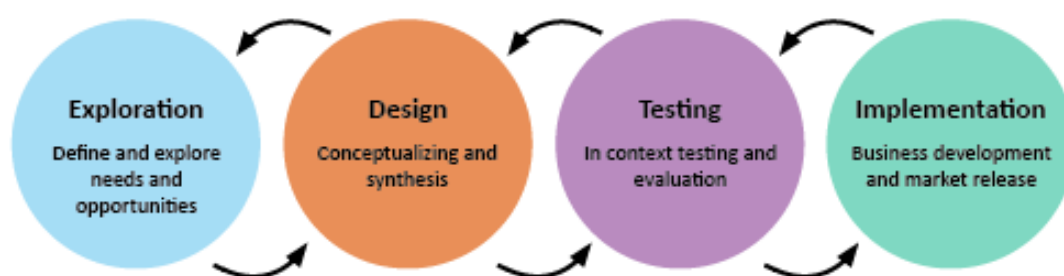 Exploration
Define and explore
needs and
opportunities
Design
Conceptualizing and
synthesis
Testing
In context testing and
evaluation
Implementation
Business development
and market release